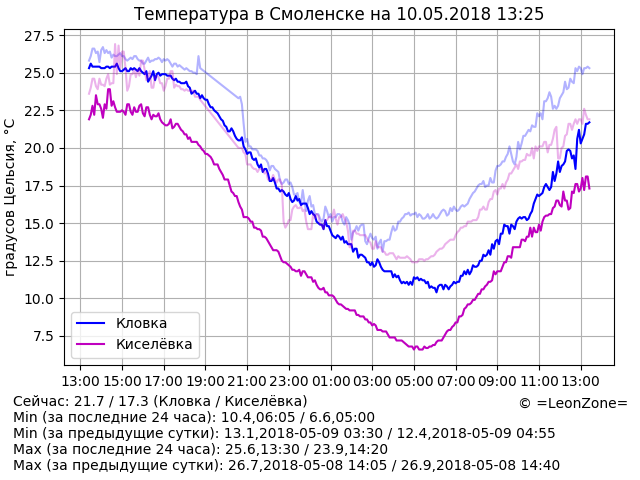 Температура в Смоленске на 10.05.2018 13:25
градусов Цельсия, °C
27.5
25.0
22.5
20.0
17.5
15.0
12.5
10.0
7.5
Кловка
Киселёвка
13:00 15:00 17:00 19:00 21:00 23:00 01:00 03:00 05:00 07:00 09:00 11:00 13:00
Сейчас: 21.7 / 17.3 (Кловка / Киселёвка)
© =LeonZone=
Min (за последние 24 часа): 10.4,06:05 / 6.6,05:00
Min (за предыдущие сутки): 13.1,2018-05-09 03:30 / 12.4,2018-05-09 04:55
Max (за последние 24 часа): 25.6,13:30 / 23.9,14:20
Max (за предыдущие сутки): 26.7,2018-05-08 14:05 / 26.9,2018-05-08 14:40